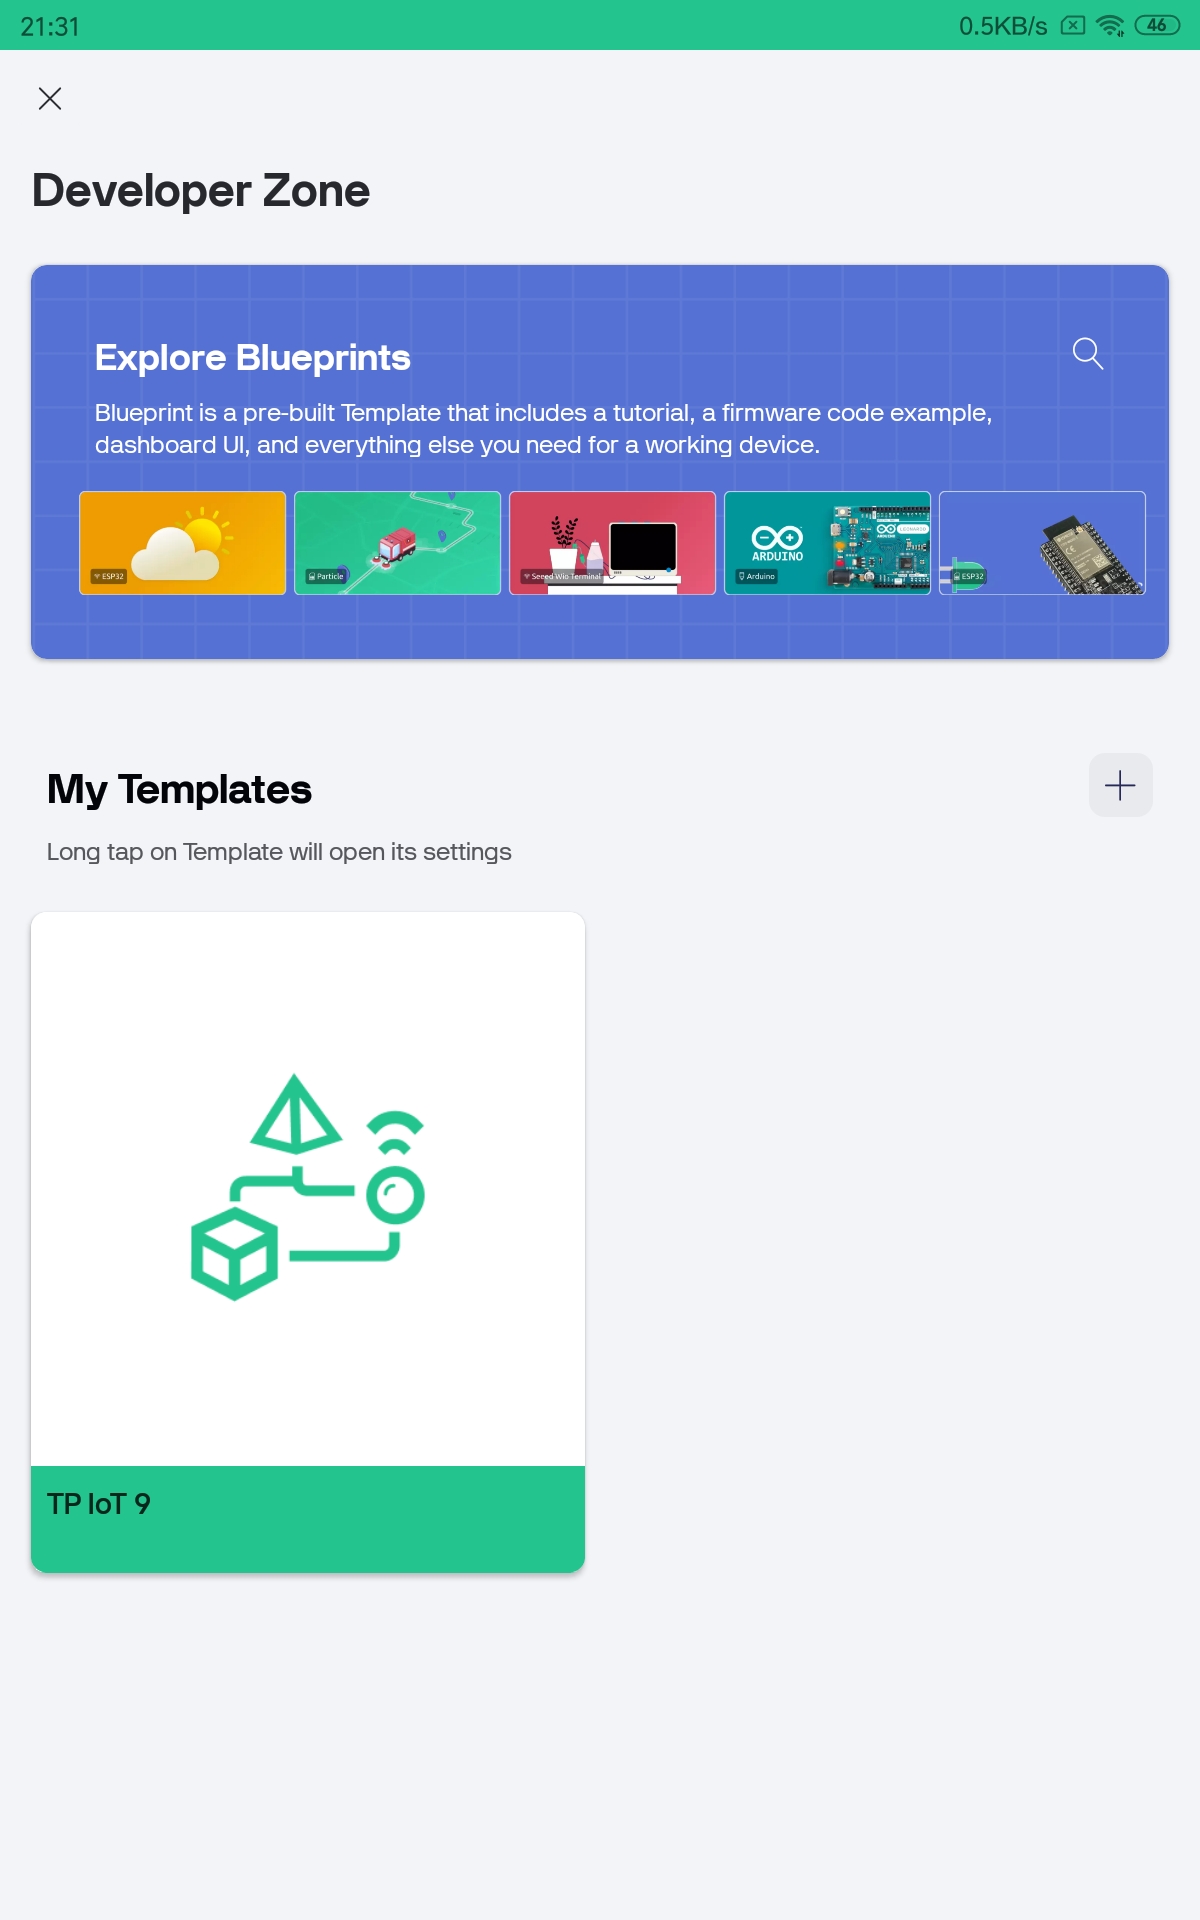 21:31
0.5KB/s
46
Developer Zone
Explore Blueprints
Blueprint is a pre-built Template that includes a tutorial, a firmware code example,
dashboard UI, and everything else you need for a working device.
ESP32
Particle
Seeed Wio Terminal
ARDUINO
Arduino
ESP32
My Templates
Long tap on Template will open its settings
TP IoT 9